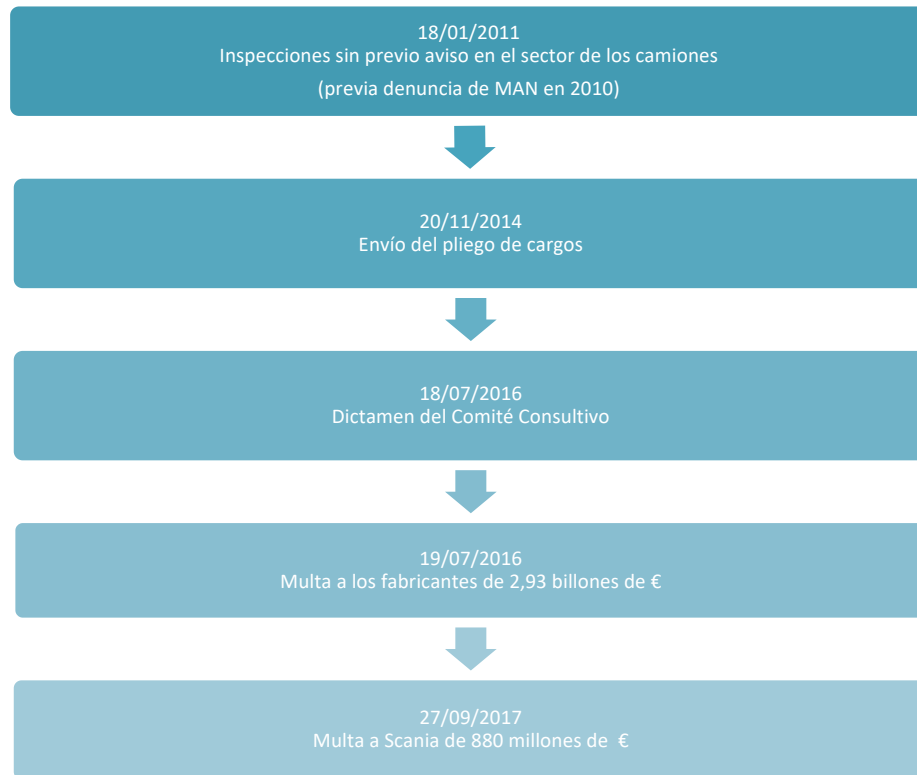 18/01/2011
Inspecciones sin previo aviso en el sector de los camiones
(previa denuncia de MAN en 2010)
20/11/2014
Envío del pliego de cargos
18/07/2016
Dictamen del Comité Consultivo
19/07/2016
Multa a los fabricantes de 2,93 billones de €
27/09/2017
Multa a Scania de 880 millones de €